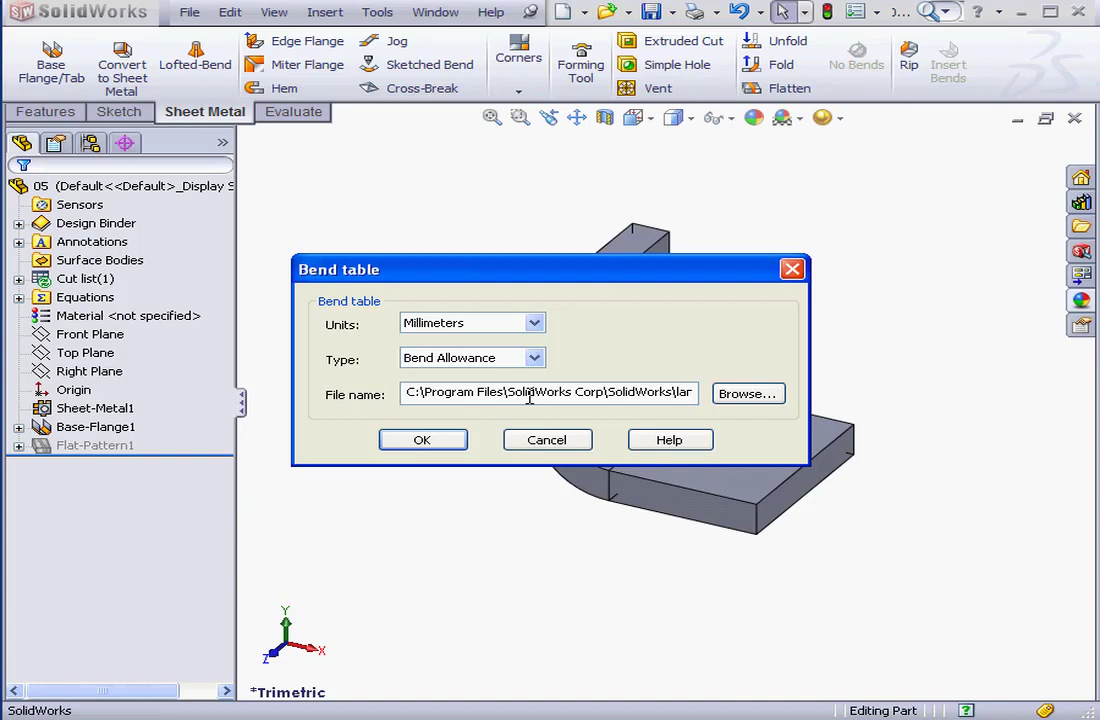 SolidWorks File Edit View Insert Tools Window Help
Base Flange/Tab
Convert to Sheet Metal
Lofted-Bend
Edge Flange
Miter Flange
Hem
Jog
Sketched Bend
Cross-Break
Corners
Forming Tool
Extruded Cut
Simple Hole
Vent
Unfold
Fold
Flatten
No Bends
Rip
Insert Bends
Features Sketch Sheet Metal Evaluate
05 (Default<<Default>_Display S
Sensors
Design Binder
Annotations
Surface Bodies
Cut list(1)
Equations
Material <not specified>
Front Plane
Top Plane
Right Plane
Origin
Sheet-Metal1
Base-Flange1
Flat-Pattern1
Bend table
Bend table
Units: Millimeters
Type: Bend Allowance
File name: C:\Program Files\SolidWorks Corp\SolidWorks\lar Browse...
OK Cancel Help
Y
X
Z
*Trimetric
SolidWorks Editing Part